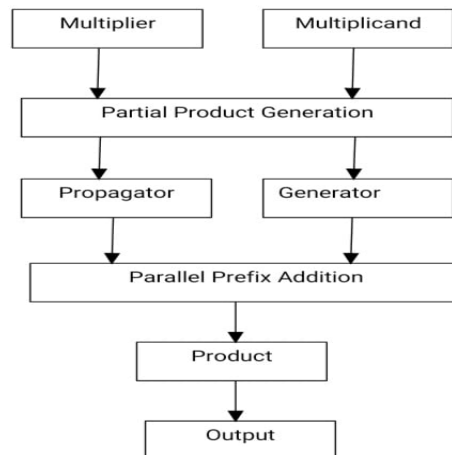 Multiplier
Multiplicand
Partial Product Generation
Propagator
Generator
Parallel Prefix Addition
Product
Output